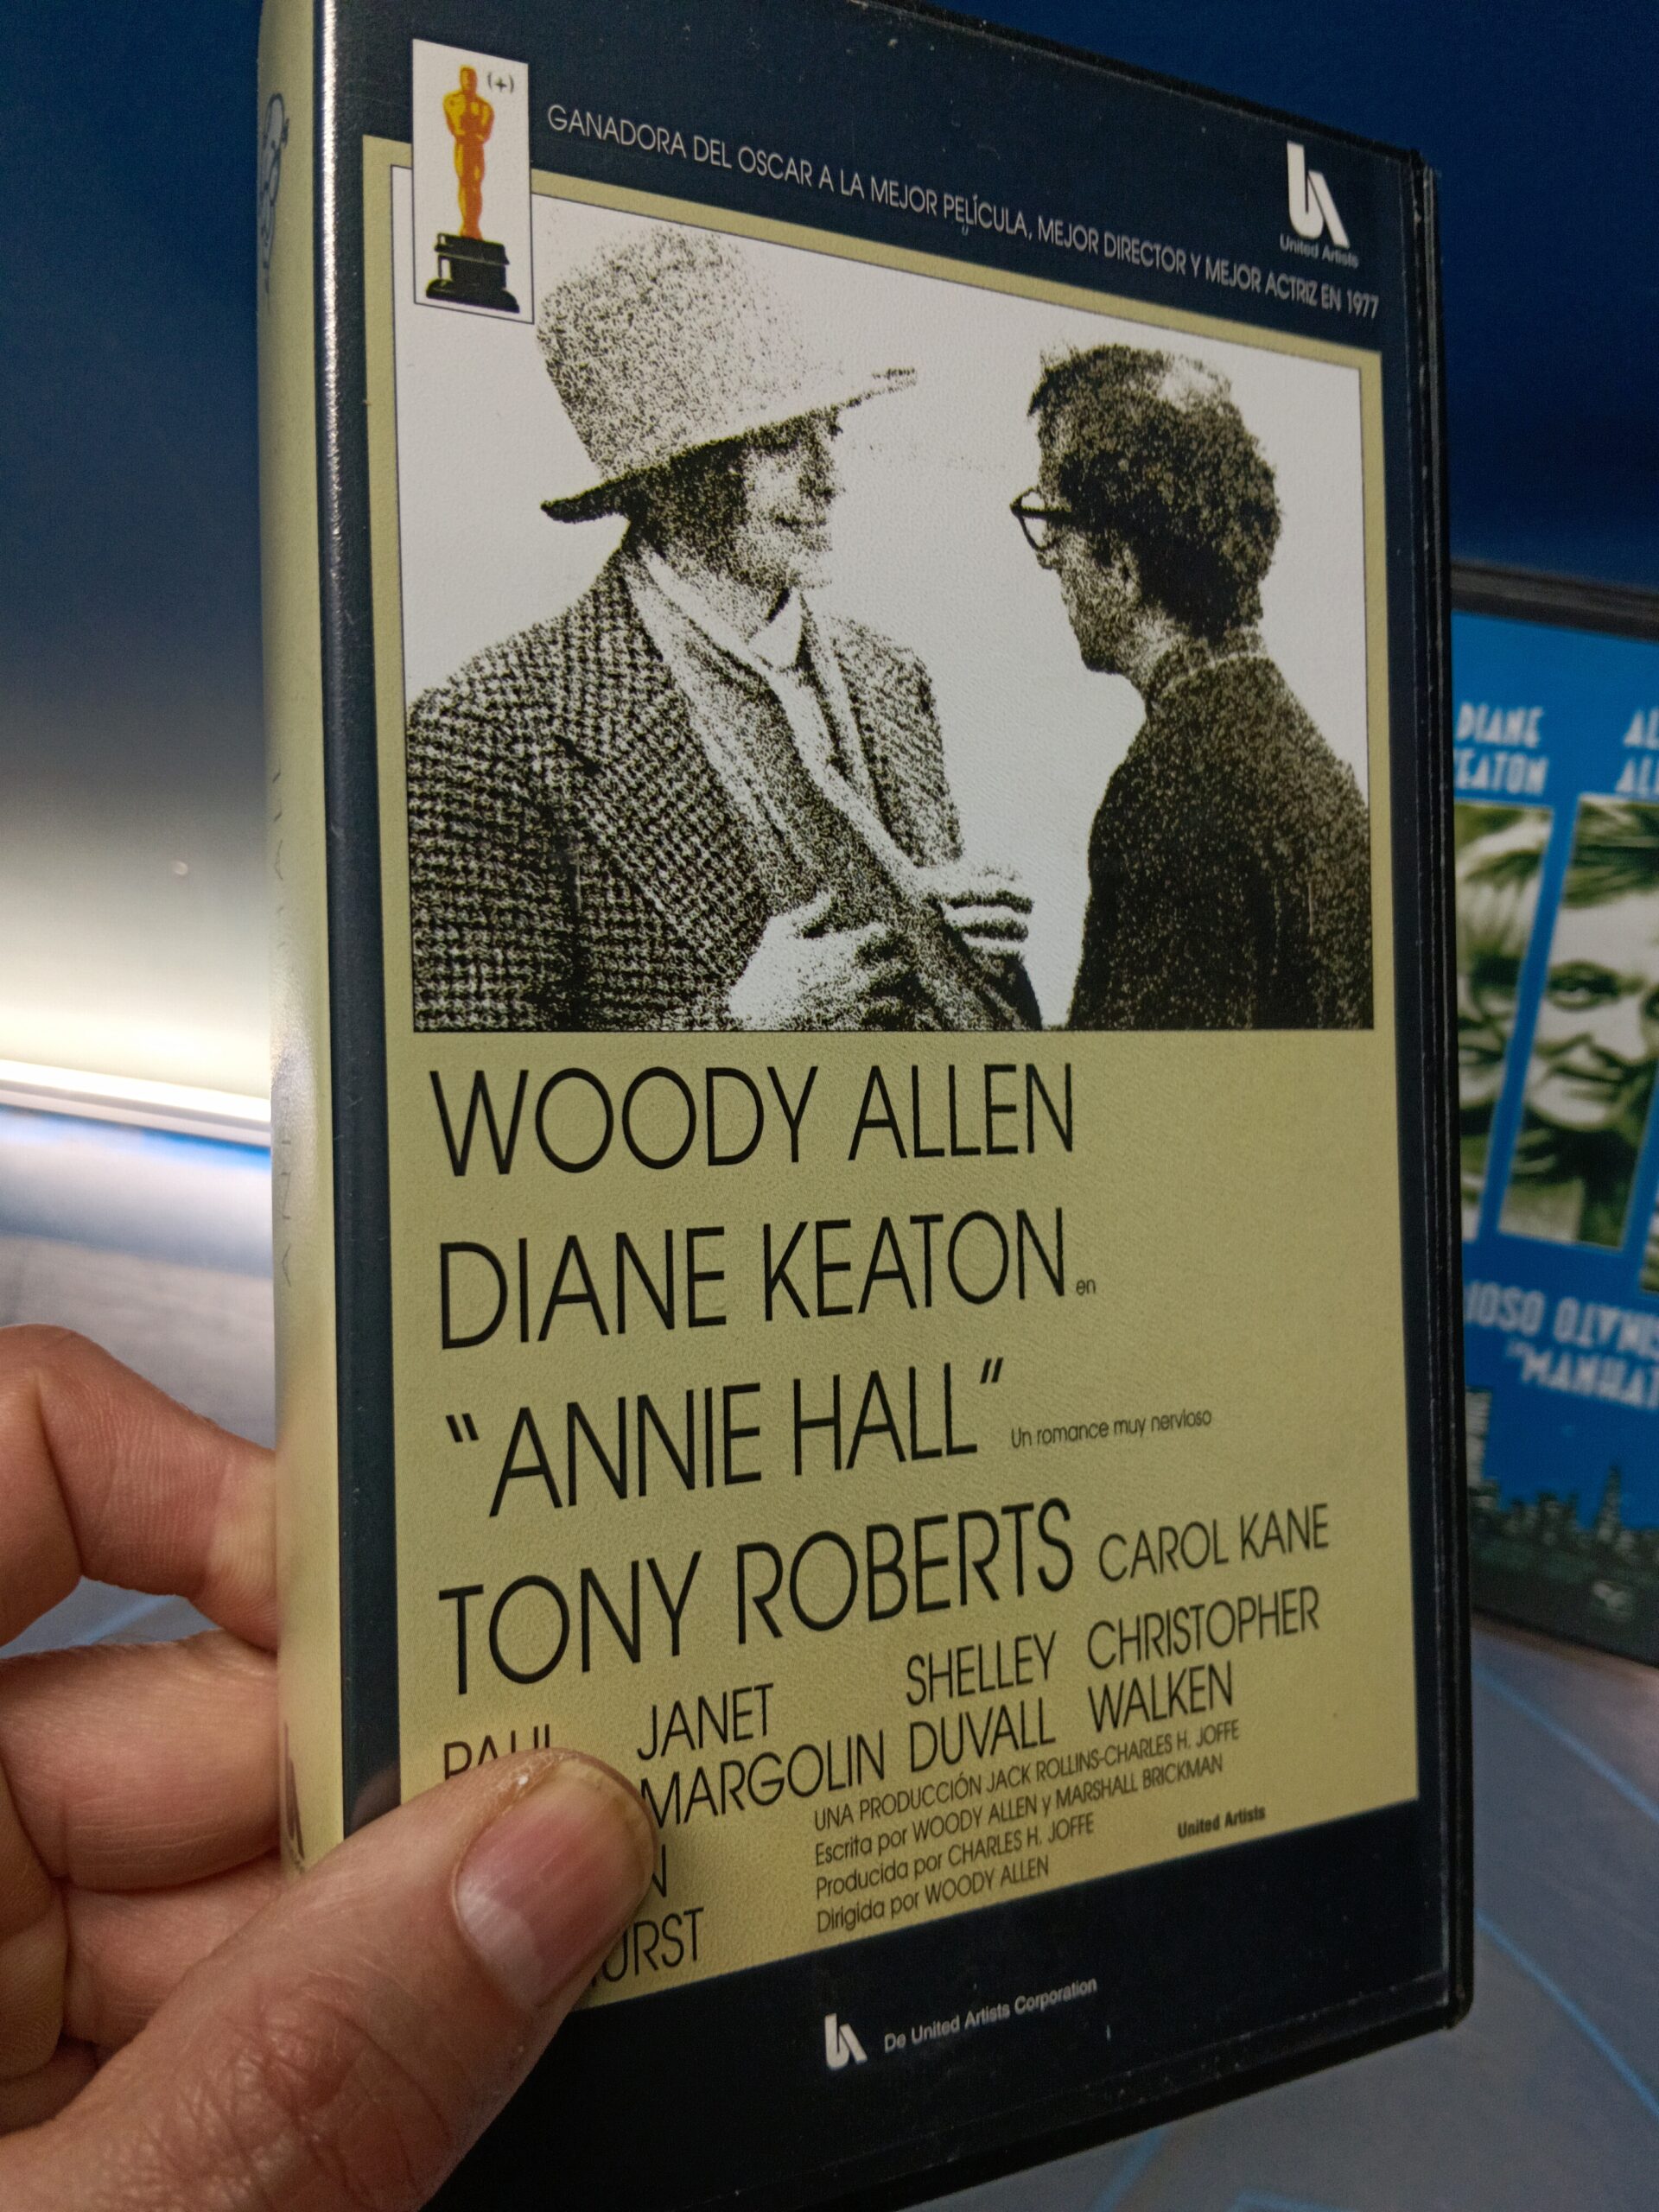 (+)
GANADORA DEL OSCAR A LA MEJOR PELÍCULA, MEJOR DIRECTOR Y MEJOR ACTRIZ EN 1977
United Artists
WOODY ALLEN
DIANE KEATON en
"ANNIE HALL" Un romance muy nervioso
TONY ROBERTS CAROL KANE
PAUL
JANET
MARGOLIN
SHELLEY
DUVALL
CHRISTOPHER
WALKEN
UNA PRODUCCIÓN JACK ROLLINS-CHARLES H. JOFFE
Escrita por WOODY ALLEN y MARSHALL BRICKMAN
Producida por CHARLES H. JOFFE
Dirigida por WOODY ALLEN
United Artists
De United Artists Corporation
ANNIE HALL
DIANE
KEATON